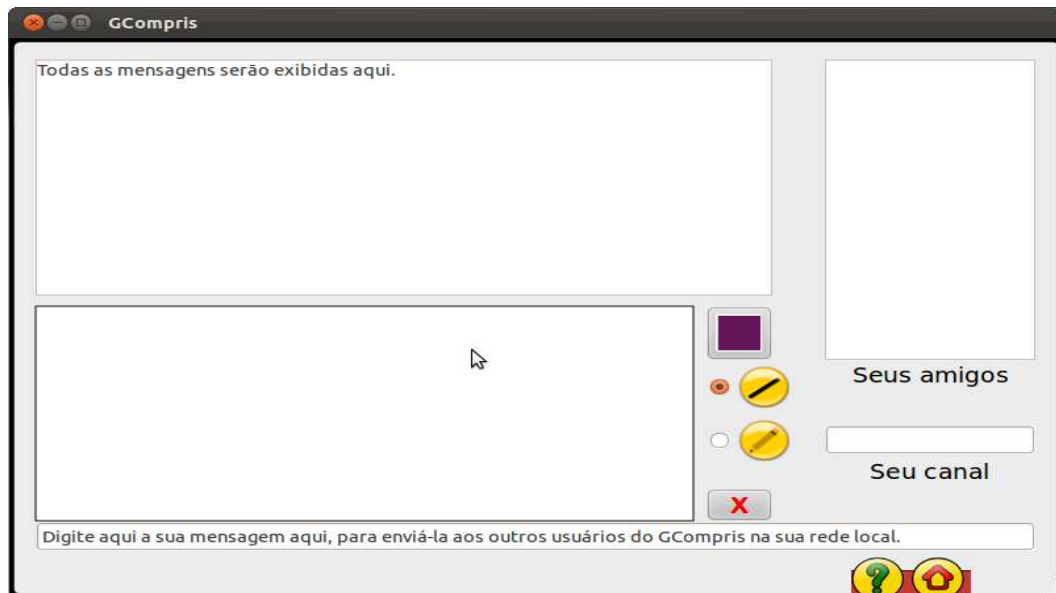 GCompris
Todas as mensagens serão exibidas aqui.
Seus amigos
Seu canal
X
Digite aqui a sua mensagem aqui, para enviá-la aos outros usuários do GCompris na sua rede local.
?